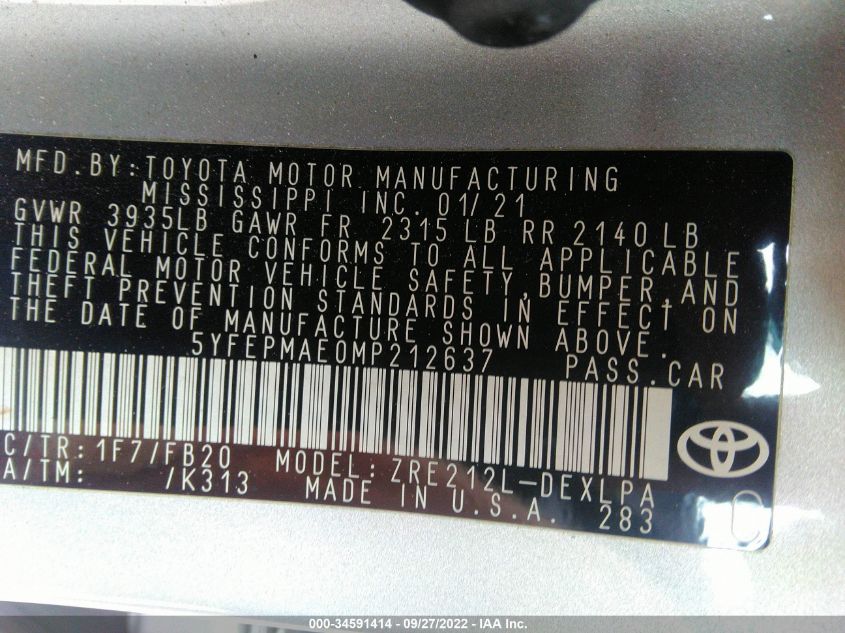 MFD.BY:TOYOTA MOTOR MANUFACTURING
MISSISSIPPI INC. 01/21
GVWR 3935LB GAWR FR 2315 LB RR 2140 LB
THIS VEHICLE CONFORMS TO ALL APPLICABLE
FEDERAL MOTOR VEHICLE SAFETY,BUMPER,AND
THEFT PREVENTION STANDARDS IN EFFECT ON
THE DATE OF MANUFACTURE SHOWN ABOVE.
5YFEPMAE0MP212637 PASS.CAR
C/TR: 1F7/FB20 MODEL: ZRE212L-DEXLPA
A/TM: /K313 MADE IN U.S.A. 283
000-34591414 - 09/27/2022 - IAA Inc.